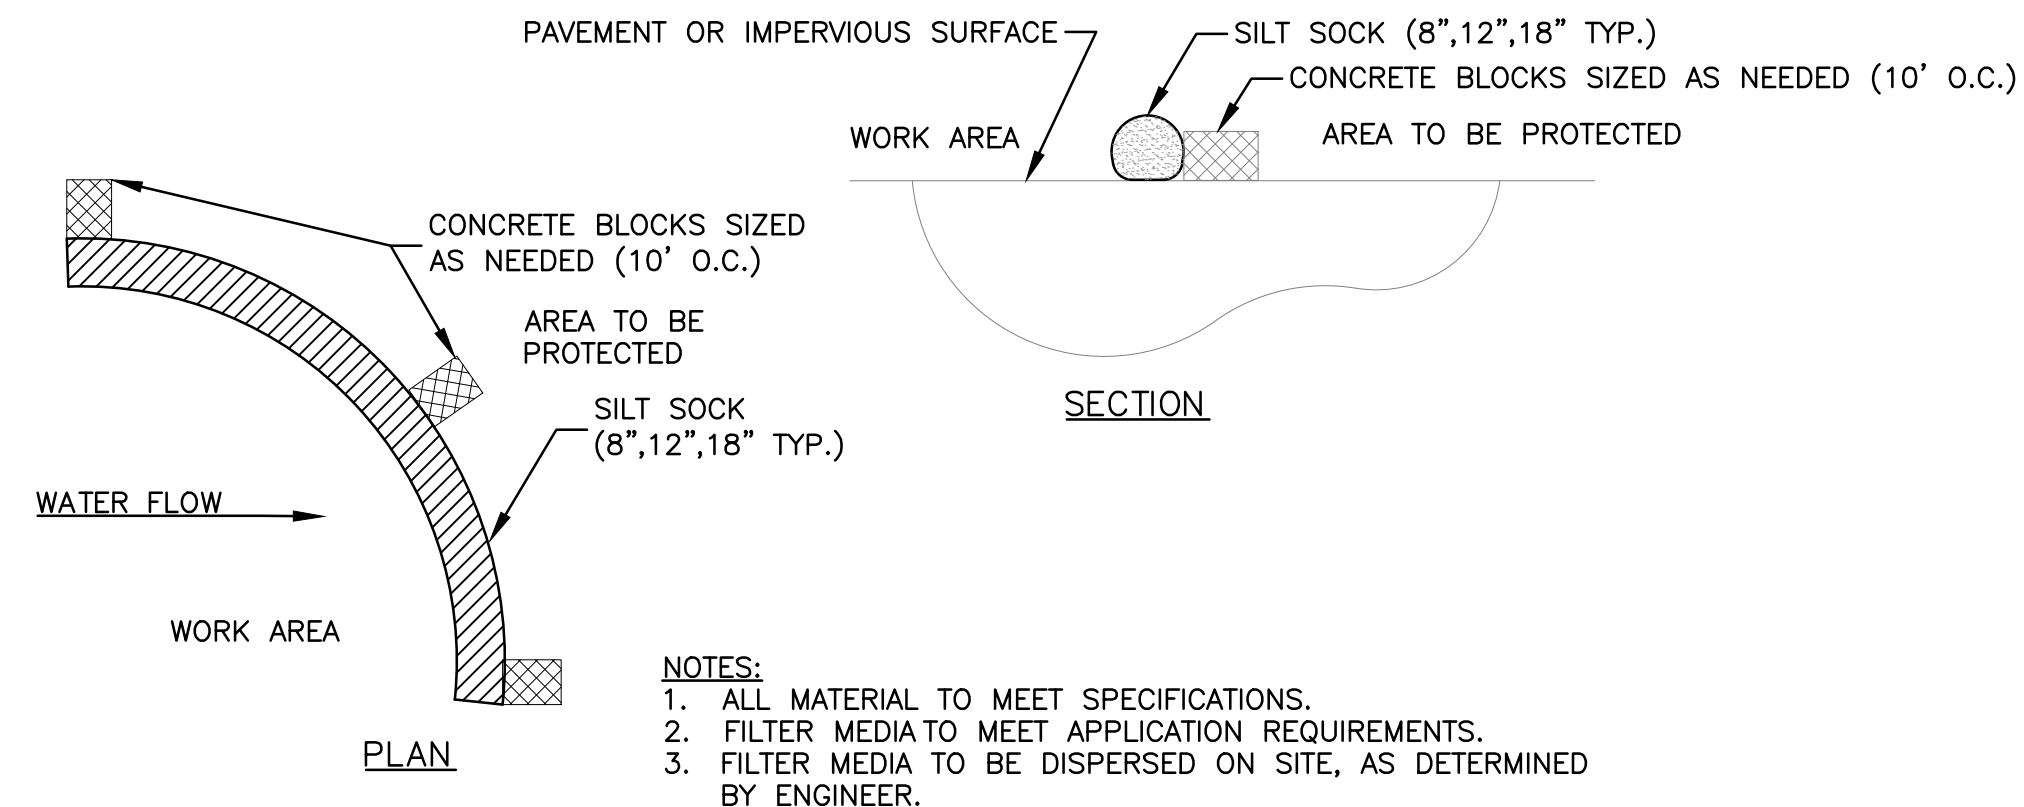 PAVEMENT OR IMPERVIOUS SURFACE
SILT SOCK (8”,12”,18” TYP.)
CONCRETE BLOCKS SIZED AS NEEDED (10’ O.C.)
WORK AREA
AREA TO BE PROTECTED
SECTION
CONCRETE BLOCKS SIZED
AS NEEDED (10’ O.C.)
AREA TO BE
PROTECTED
SILT SOCK
(8”,12”,18” TYP.)
WATER FLOW
WORK AREA
PLAN
NOTES:
1. ALL MATERIAL TO MEET SPECIFICATIONS.
2. FILTER MEDIA TO MEET APPLICATION REQUIREMENTS.
3. FILTER MEDIA TO BE DISPERSED ON SITE, AS DETERMINED
BY ENGINEER.